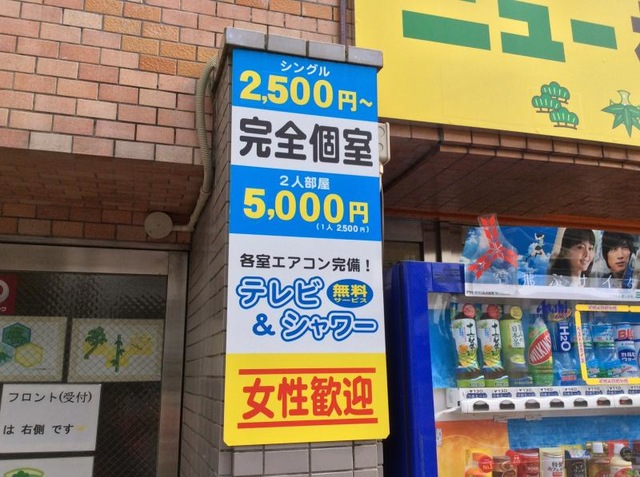 ニュー
シングル
2,500円~
完全個室
2人部屋
5,000円
(1人 2,500円)
各室エアコン完備!
テレビ
無料
サービス
&シャワー
女性歓迎
フロント(受付)
は 右側 です
WILKINSON
H2O